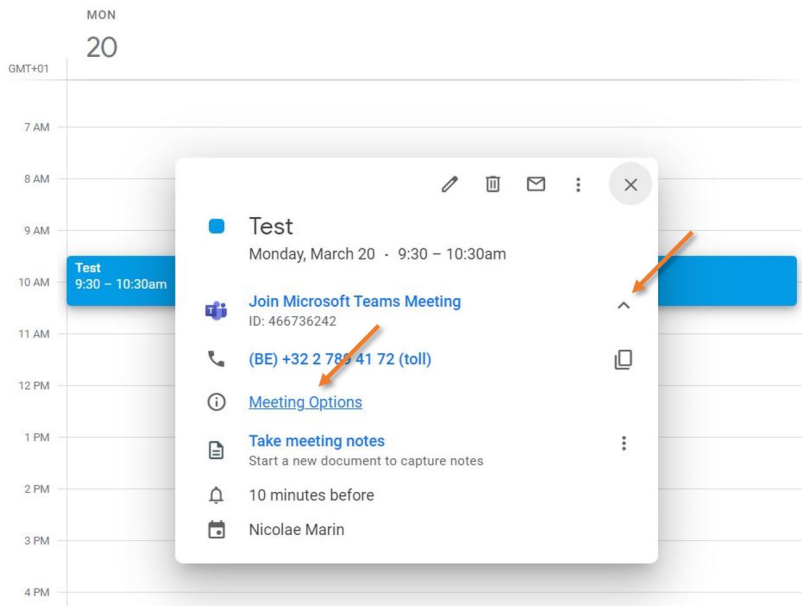 MON
20
GMT+01
7 AM
8 AM
9 AM
10 AM
11 AM
12 PM
1 PM
2 PM
3 PM
4 PM
Test
9:30 – 10:30am
Test
Monday, March 20 · 9:30 – 10:30am
Join Microsoft Teams Meeting
ID: 466736242
(BE) +32 2 789 41 72 (toll)
Meeting Options
Take meeting notes
Start a new document to capture notes
10 minutes before
Nicolae Marin